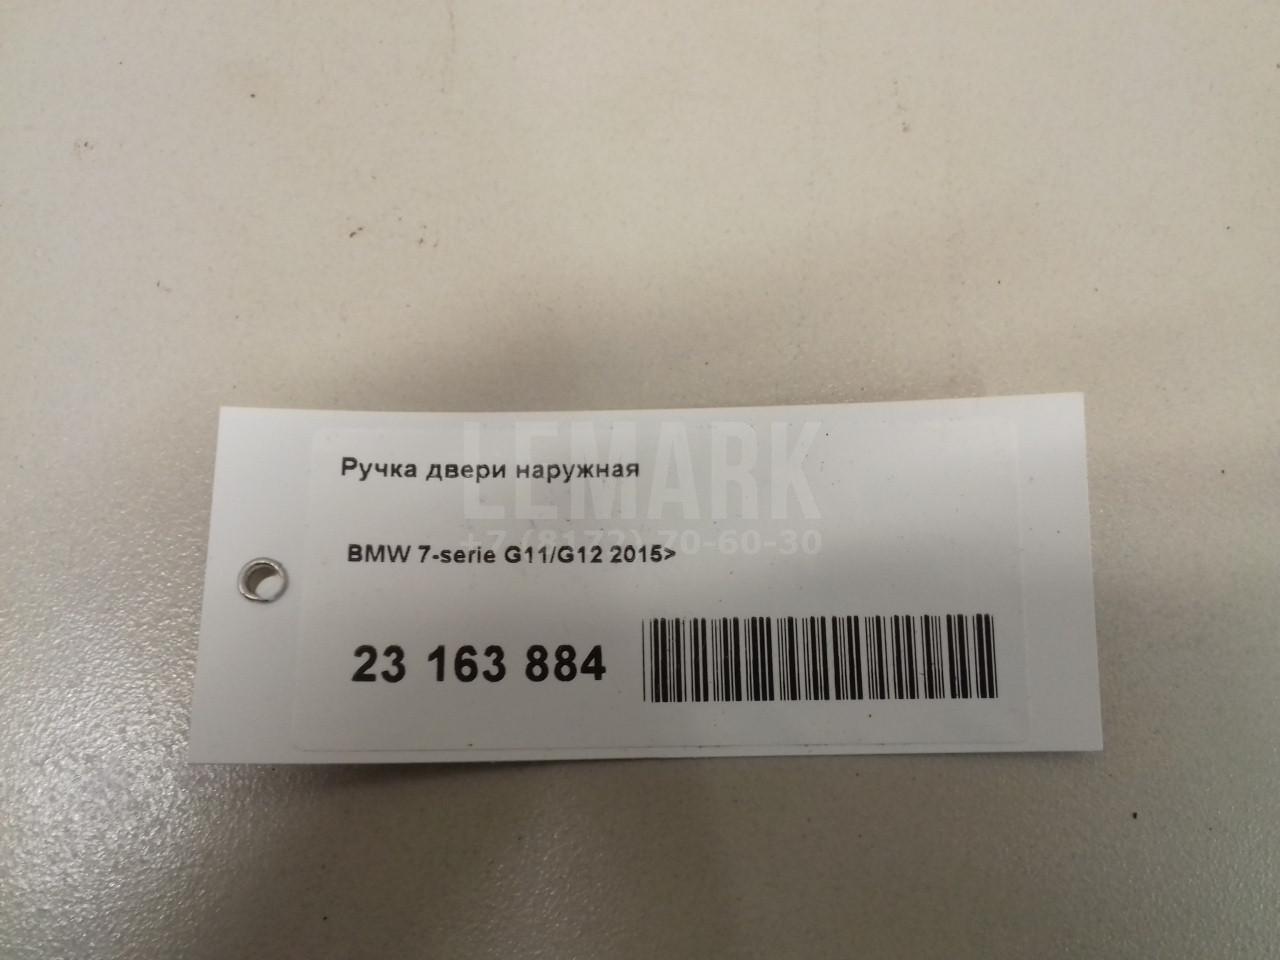 LEMARK
Ручка двери наружная
+7 (8172) 70-60-30
BMW 7-serie G11/G12 2015>
23 163 884